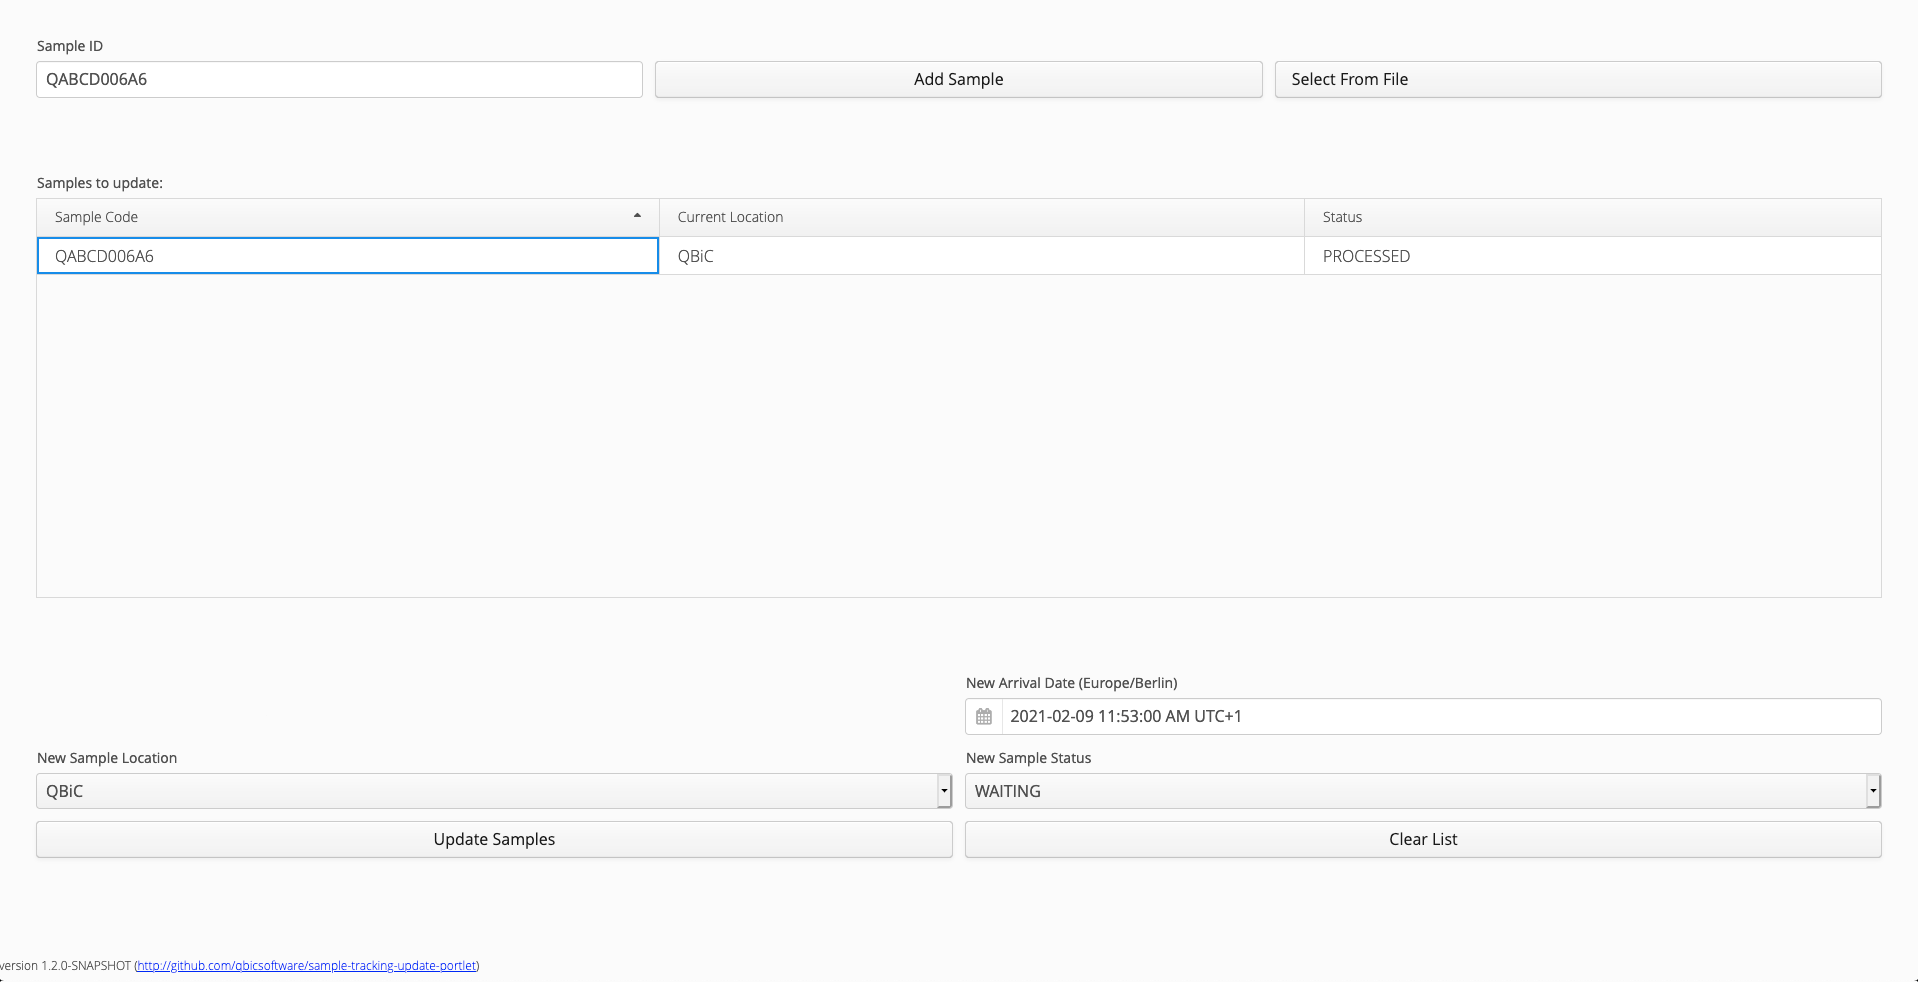 Sample ID
QABCD006A6
Add Sample
Select From File
Samples to update:
Sample Code
Current Location
Status
QABCD006A6
QBiC
PROCESSED
New Arrival Date (Europe/Berlin)
2021-02-09 11:53:00 AM UTC+1
New Sample Location
New Sample Status
QBiC
WAITING
Update Samples
Clear List
version 1.2.0-SNAPSHOT (http://github.com/qbicsoftware/sample-tracking-update-portlet)